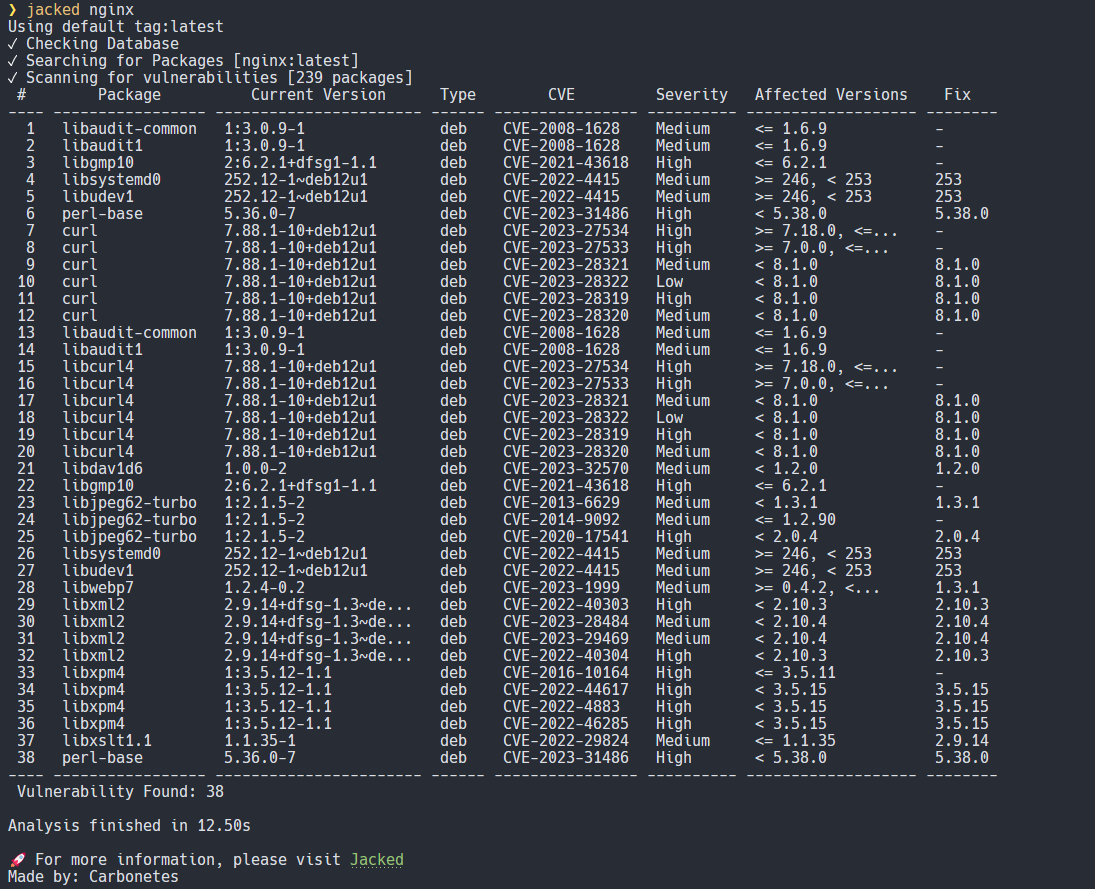 ❯ jacked nginx
Using default tag:latest
✓ Checking Database
✓ Searching for Packages [nginx:latest]
✓ Scanning for vulnerabilities [239 packages]
# Package Current Version Type CVE Severity Affected Versions Fix
---- ----------------- ----------------------- ------ ---------------- ---------- ------------------- --------
1 libaudit-common 1:3.0.9-1 deb CVE-2008-1628 Medium <= 1.6.9 -
2 libaudit1 1:3.0.9-1 deb CVE-2008-1628 Medium <= 1.6.9 -
3 libgmp10 2:6.2.1+dfsg1-1.1 deb CVE-2021-43618 High <= 6.2.1 -
4 libsystemd0 252.12-1~deb12u1 deb CVE-2022-4415 Medium >= 246, < 253 253
5 libudev1 252.12-1~deb12u1 deb CVE-2022-4415 Medium >= 246, < 253 253
6 perl-base 5.36.0-7 deb CVE-2023-31486 High < 5.38.0 5.38.0
7 curl 7.88.1-10+deb12u1 deb CVE-2023-27534 High >= 7.18.0, <=... -
8 curl 7.88.1-10+deb12u1 deb CVE-2023-27533 High >= 7.0.0, <=... -
9 curl 7.88.1-10+deb12u1 deb CVE-2023-28321 Medium < 8.1.0 8.1.0
10 curl 7.88.1-10+deb12u1 deb CVE-2023-28322 Low < 8.1.0 8.1.0
11 curl 7.88.1-10+deb12u1 deb CVE-2023-28319 High < 8.1.0 8.1.0
12 curl 7.88.1-10+deb12u1 deb CVE-2023-28320 Medium < 8.1.0 8.1.0
13 libaudit-common 1:3.0.9-1 deb CVE-2008-1628 Medium <= 1.6.9 -
14 libaudit1 1:3.0.9-1 deb CVE-2008-1628 Medium <= 1.6.9 -
15 libcurl4 7.88.1-10+deb12u1 deb CVE-2023-27534 High >= 7.18.0, <=... -
16 libcurl4 7.88.1-10+deb12u1 deb CVE-2023-27533 High >= 7.0.0, <=... -
17 libcurl4 7.88.1-10+deb12u1 deb CVE-2023-28321 Medium < 8.1.0 8.1.0
18 libcurl4 7.88.1-10+deb12u1 deb CVE-2023-28322 Low < 8.1.0 8.1.0
19 libcurl4 7.88.1-10+deb12u1 deb CVE-2023-28319 High < 8.1.0 8.1.0
20 libcurl4 7.88.1-10+deb12u1 deb CVE-2023-28320 Medium < 8.1.0 8.1.0
21 libdav1d6 1.0.0-2 deb CVE-2023-32570 Medium < 1.2.0 1.2.0
22 libgmp10 2:6.2.1+dfsg1-1.1 deb CVE-2021-43618 High <= 6.2.1 -
23 libjpeg62-turbo 1:2.1.5-2 deb CVE-2013-6629 Medium < 1.3.1 1.3.1
24 libjpeg62-turbo 1:2.1.5-2 deb CVE-2014-9092 Medium <= 1.2.90 -
25 libjpeg62-turbo 1:2.1.5-2 deb CVE-2020-17541 High < 2.0.4 2.0.4
26 libsystemd0 252.12-1~deb12u1 deb CVE-2022-4415 Medium >= 246, < 253 253
27 libudev1 252.12-1~deb12u1 deb CVE-2022-4415 Medium >= 246, < 253 253
28 libwebp7 1.2.4-0.2 deb CVE-2023-1999 Medium >= 0.4.2, <... 1.3.1
29 libxml2 2.9.14+dfsg-1.3~de... deb CVE-2022-40303 High < 2.10.3 2.10.3
30 libxml2 2.9.14+dfsg-1.3~de... deb CVE-2023-28484 Medium < 2.10.4 2.10.4
31 libxml2 2.9.14+dfsg-1.3~de... deb CVE-2023-29469 Medium < 2.10.4 2.10.4
32 libxml2 2.9.14+dfsg-1.3~de... deb CVE-2022-40304 High < 2.10.3 2.10.3
33 libxpm4 1:3.5.12-1.1 deb CVE-2016-10164 High <= 3.5.11 -
34 libxpm4 1:3.5.12-1.1 deb CVE-2022-44617 High < 3.5.15 3.5.15
35 libxpm4 1:3.5.12-1.1 deb CVE-2022-4883 High < 3.5.15 3.5.15
36 libxpm4 1:3.5.12-1.1 deb CVE-2022-46285 High < 3.5.15 3.5.15
37 libxslt1.1 1.1.35-1 deb CVE-2022-29824 Medium <= 1.1.35 2.9.14
38 perl-base 5.36.0-7 deb CVE-2023-31486 High < 5.38.0 5.38.0
---- ----------------- ----------------------- ------ ---------------- ---------- ------------------- --------
Vulnerability Found: 38
Analysis finished in 12.50s
🚀 For more information, please visit Jacked
Made by: Carbonetes